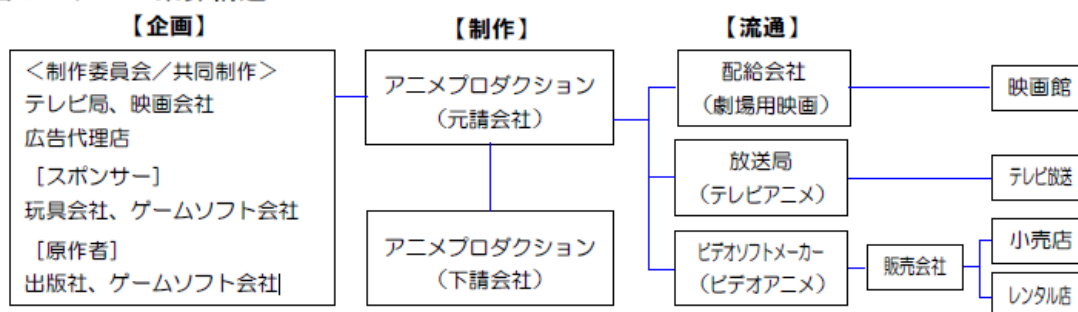 【企画】
【制作】
【流通】
＜制作委員会／共同制作＞
テレビ局、映画会社
広告代理店
［スポンサー］
玩具会社、ゲームソフト会社
［原作者］
出版社、ゲームソフト会社
アニメプロダクション
（元請会社）
アニメプロダクション
（下請会社）
配給会社
（劇場用映画）
映画館
放送局
（テレビアニメ）
テレビ放送
ビデオソフトメーカー
（ビデオアニメ）
販売会社
小売店
レンタル店